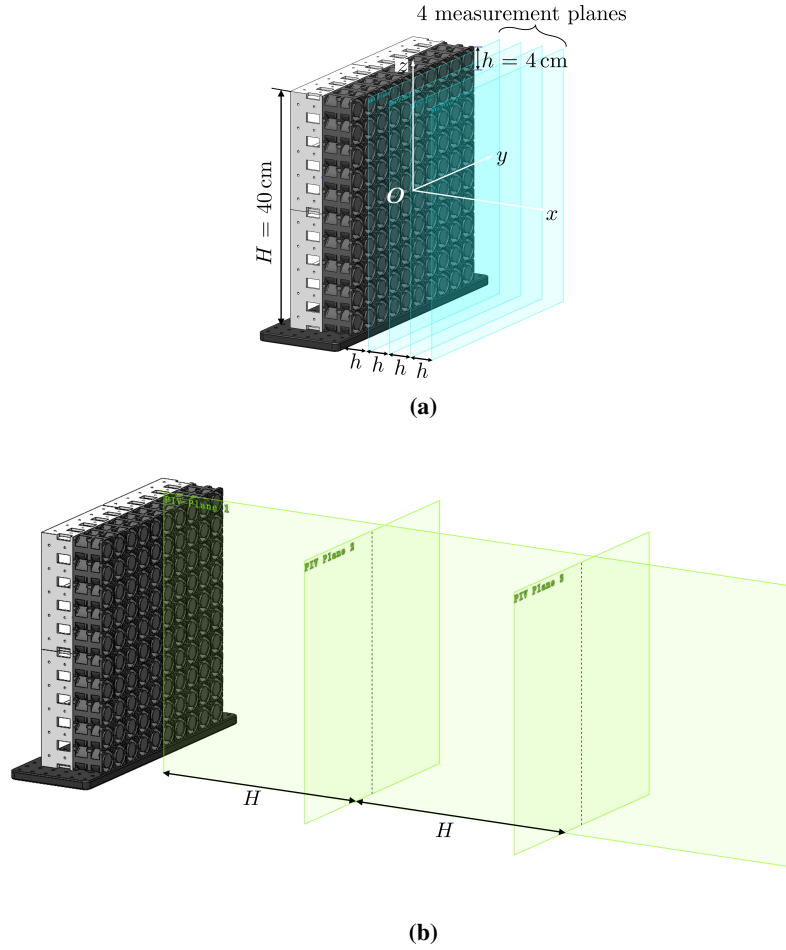 4 measurement planes
z
h = 4 cm
y
O
x
H = 40 cm
h
h
h
h
(a)
PIV Plane 1
PIV Plane 2
PIV Plane 3
H
H
(b)